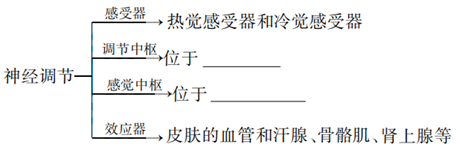 感受器
热觉感受器和冷觉感受器
调节中枢
位于
神经调节
感觉中枢
位于
效应器
皮肤的血管和汗腺、骨骼肌、肾上腺等